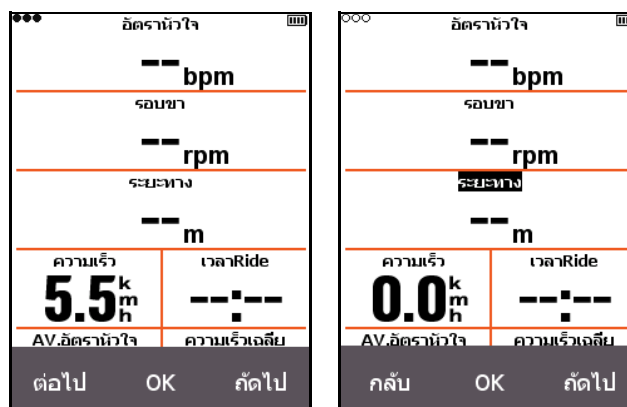 อัตราหัวใจ
--bpm
รอบขา
--rpm
ระยะทาง
--m
ความเร็ว เวลาRide
5.5 kmh --:--
AV.อัตราหัวใจ ความเร็วเฉลี่ย
ต่อไป OK ถัดไป
อัตราหัวใจ
--bpm
รอบขา
--rpm
ระยะทาง
--m
ความเร็ว เวลาRide
0.0 kmh --:--
AV.อัตราหัวใจ ความเร็วเฉลี่ย
กลับ OK ถัดไป